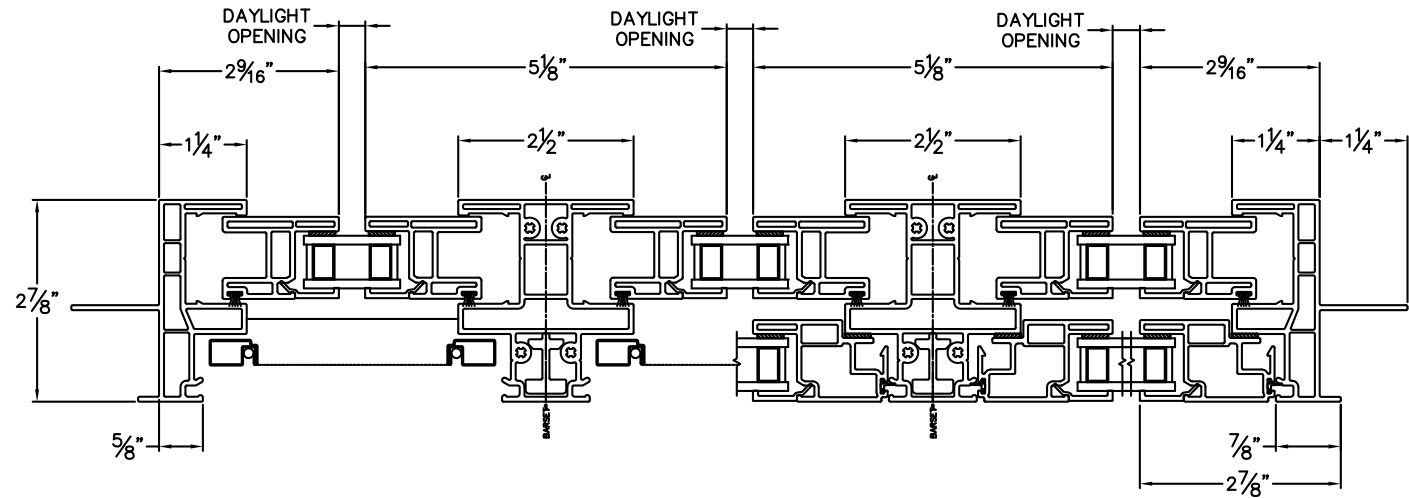 DAYLIGHT
OPENING
DAYLIGHT
OPENING
DAYLIGHT
OPENING
2 9/16"
5 1/8"
5 1/8"
2 9/16"
1 1/4"
2 1/2"
2 1/2"
1 1/4"
1 1/4"
2 7/8"
BARSET
BARSET
5/8"
7/8"
2 7/8"